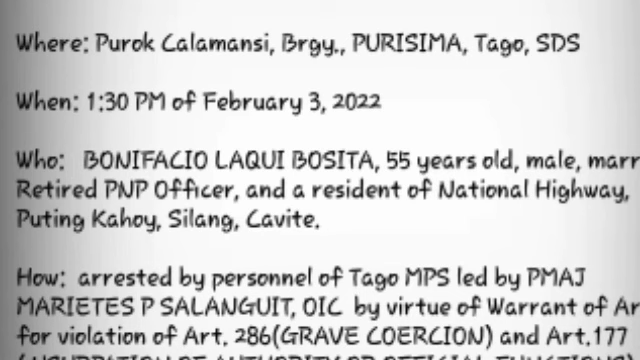 Where: Purok Calamansi, Brgy., PURISIMA, Tago, SDS
When: 1:30 PM of February 3, 2022
Who: BONIFACIO LAQUI BOSITA, 55 years old, male, marr
Retired PNP Officer, and a resident of National Highway,
Puting Kahoy, Silang, Cavite.
How: arrested by personnel of Tago MPS led by PMAJ
MARIETES P SALANGUIT, OIC by virtue of Warrant of Ar
for violation of Art. 286(GRAVE COERCION) and Art.177